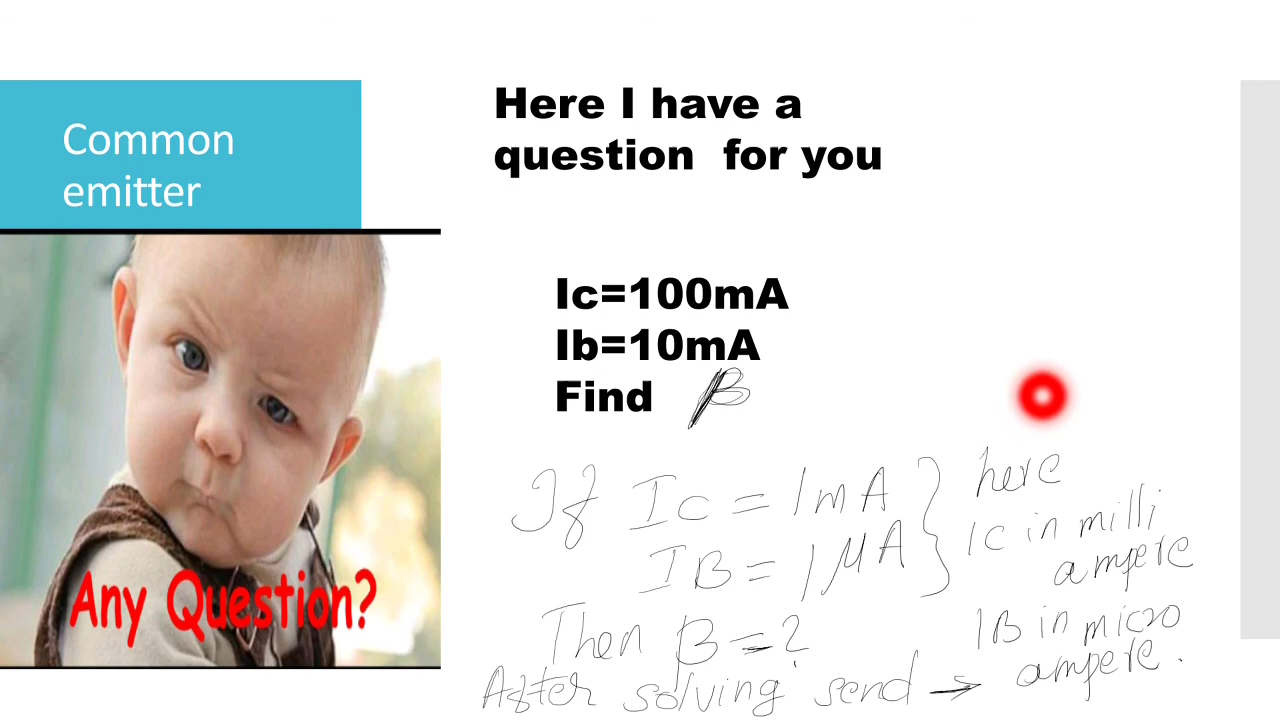 Common
emitter
Here I have a
question for you
Ic=100mA
Ib=10mA
Find β
If Ic = 1mA } here
Ic in milli
ampere
IB = 1μA
Then β = ?
IB in micro
ampere.
After solving send →
Any Question?